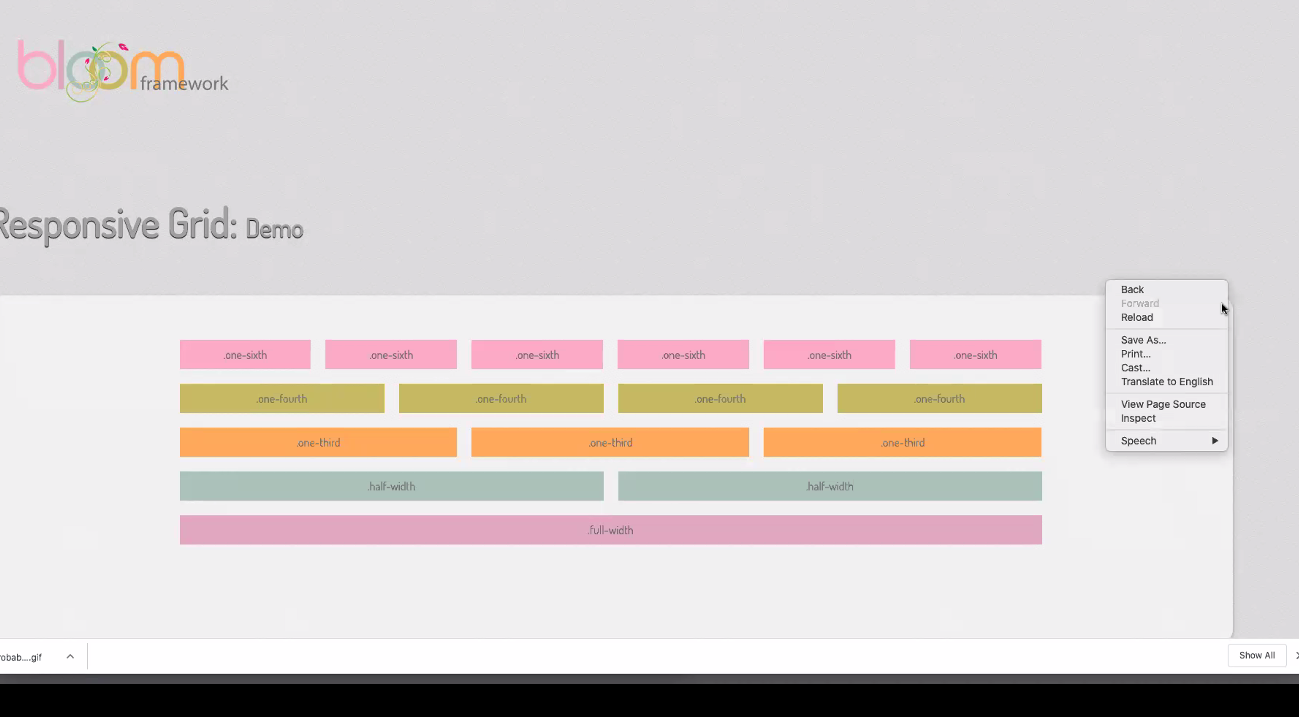 bloom framework
Responsive Grid: Demo
Back
Forward
Reload
Save As...
Print...
Cast...
Translate to English
View Page Source
Inspect
Speech
.one-sixth .one-sixth .one-sixth .one-sixth .one-sixth .one-sixth
.one-fourth .one-fourth .one-fourth .one-fourth
.one-third .one-third .one-third
.half-width .half-width
.full-width
robab....gif
Show All